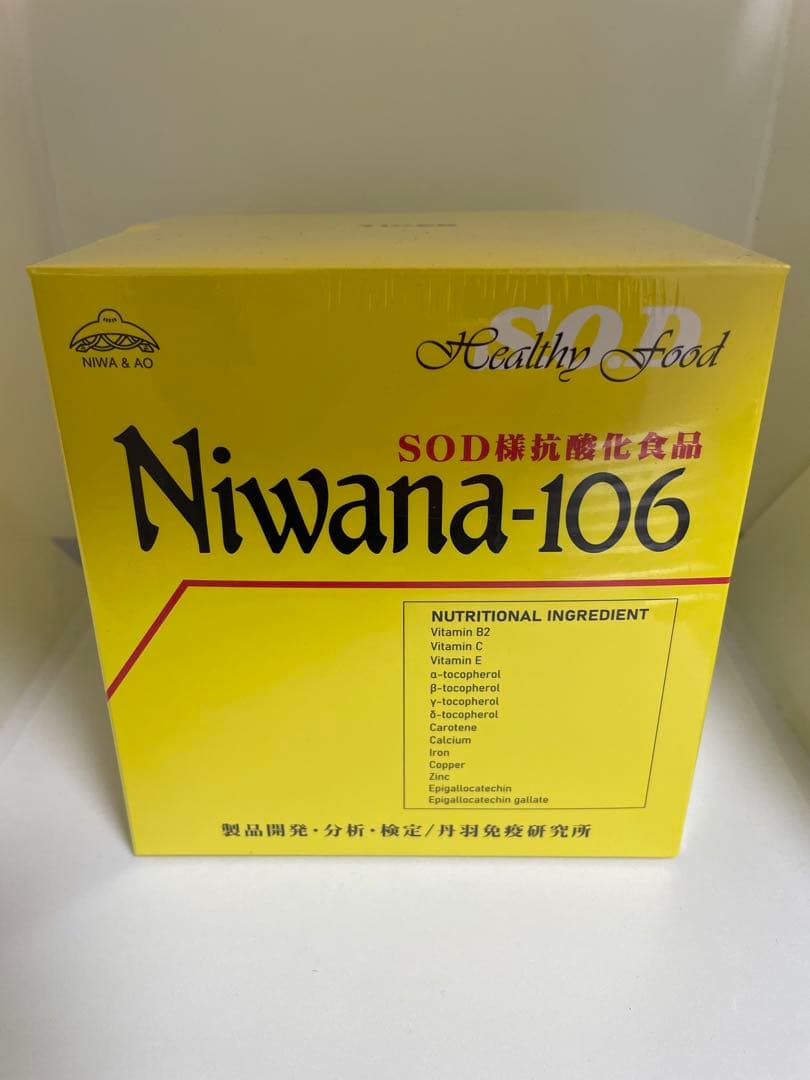 NIWA & AO
S.O.D
Healthy Food
SOD様抗酸化食品
Niwana-106
NUTRITIONAL INGREDIENT
Vitamin B2
Vitamin C
Vitamin E
α-tocopherol
β-tocopherol
γ-tocopherol
δ-tocopherol
Carotene
Calcium
Iron
Copper
Zinc
Epigallocatechin
Epigallocatechin gallate
製品開発・分析・検定/丹羽免疫研究所